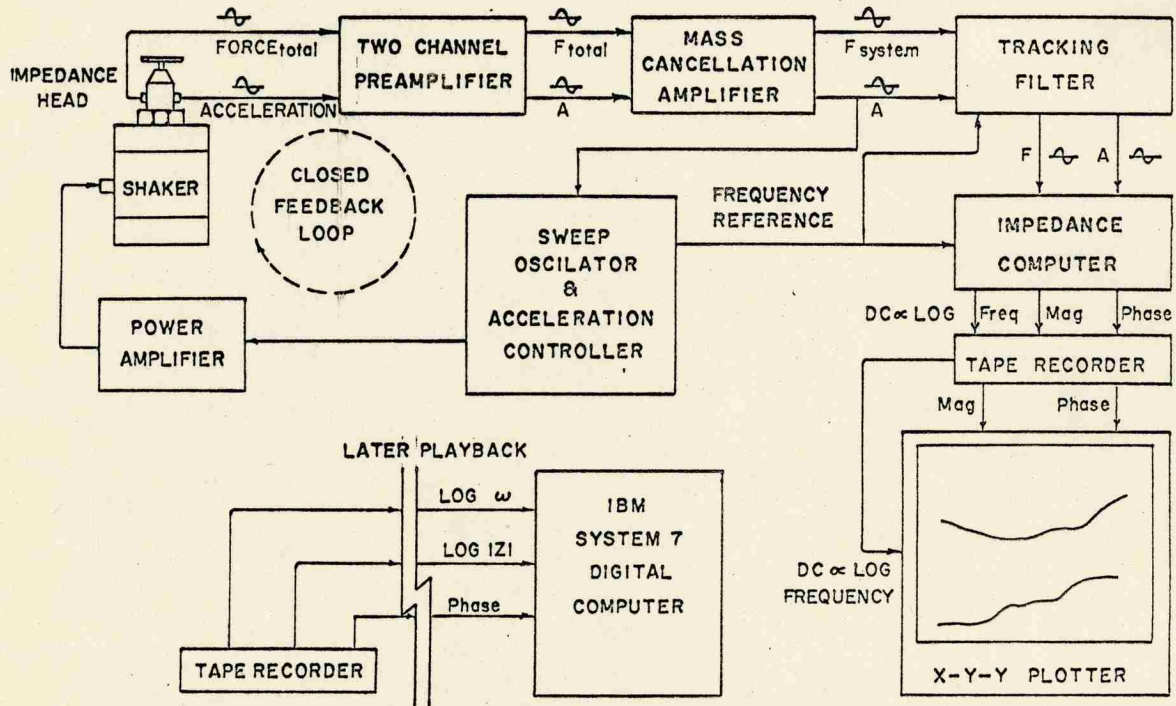 FORCEtotal
TWO CHANNEL
PREAMPLIFIER
Ftotal
MASS
CANCELLATION
AMPLIFIER
Fsystem
TRACKING
FILTER
IMPEDANCE
HEAD
ACCELERATION
A
A
SHAKER
CLOSED
FEEDBACK
LOOP
FREQUENCY
REFERENCE
F
A
SWEEP
OSCILATOR
&
ACCELERATION
CONTROLLER
IMPEDANCE
COMPUTER
POWER
AMPLIFIER
DC∝LOG Freq Mag Phase
TAPE RECORDER
Mag Phase
LATER PLAYBACK
LOG ω
LOG |Z|
Phase
IBM
SYSTEM 7
DIGITAL
COMPUTER
TAPE RECORDER
DC ∝ LOG
FREQUENCY
X-Y-Y PLOTTER